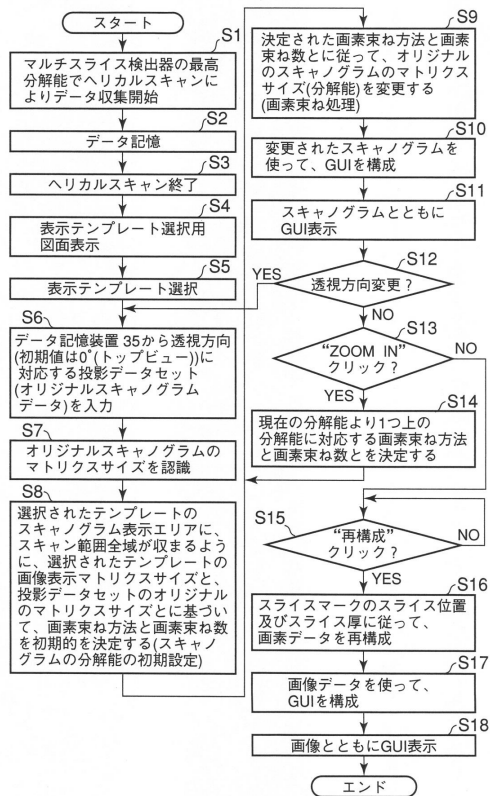 スタート
S1
マルチスライス検出器の最高
分解能でヘリカルスキャンに
よりデータ収集開始
S2
データ記憶
S3
ヘリカルスキャン終了
S4
表示テンプレート選択用
図面表示
S5
表示テンプレート選択
S6
データ記憶装置 35から透視方向
(初期値は0°(トップビュー))に
対応する投影データセット
(オリジナルスキャノグラム
データ)を入力
S7
オリジナルスキャノグラムの
マトリクスサイズを認識
S8
選択されたテンプレートの
スキャノグラム表示エリアに、
スキャン範囲全域が収まるよう
に、選択されたテンプレートの
画像表示マトリクスサイズと、
投影データセットのオリジナル
のマトリクスサイズとに基づい
て、画素束ね方法と画素束ね数
を初期的を決定する(スキャノ
グラムの分解能の初期設定)
S9
決定された画素束ね方法と画素
束ね数とに従って、オリジナル
のスキャノグラムのマトリクス
サイズ(分解能)を変更する
(画素束ね処理)
S10
変更されたスキャノグラムを
使って、GUIを構成
S11
スキャノグラムとともに
GUI表示
S12
透視方向変更?
YES
NO
S13
“ZOOM IN”
クリック?
NO
YES
S14
現在の分解能より1つ上の
分解能に対応する画素束ね方法
と画素束ね数とを決定する
S15
“再構成”
クリック?
NO
YES
S16
スライスマークのスライス位置
及びスライス厚に従って、
画素データを再構成
S17
画像データを使って、
GUIを構成
S18
画像とともにGUI表示
エンド